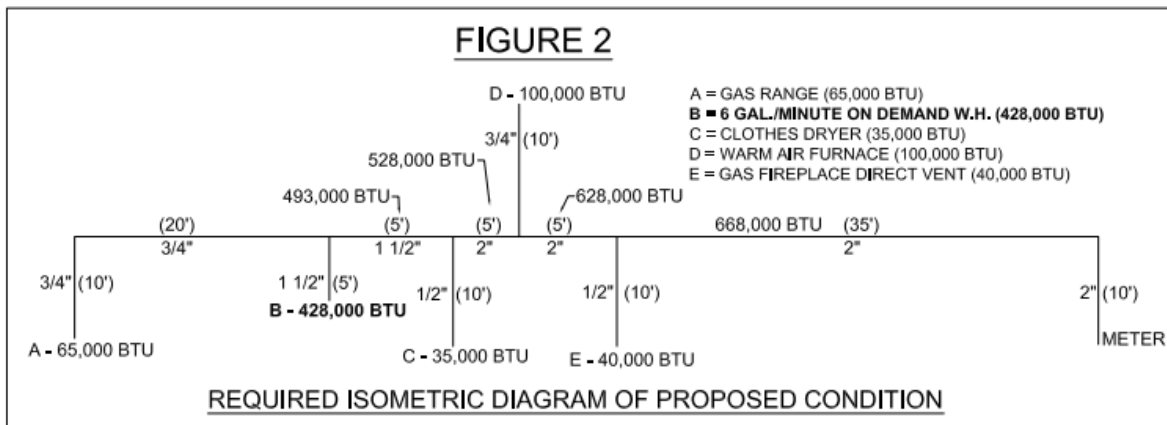 FIGURE 2
D - 100,000 BTU
A = GAS RANGE (65,000 BTU)
B = 6 GAL./MINUTE ON DEMAND W.H. (428,000 BTU)
C = CLOTHES DRYER (35,000 BTU)
D = WARM AIR FURNACE (100,000 BTU)
E = GAS FIREPLACE DIRECT VENT (40,000 BTU)
3/4" (10')
528,000 BTU
493,000 BTU
628,000 BTU
(20')
(5')
(5')
(5')
668,000 BTU (35')
3/4"
1 1/2"
2"
2"
2"
3/4" (10')
1 1/2" (5')
1/2" (10')
1/2" (10')
2" (10')
B - 428,000 BTU
A - 65,000 BTU
C - 35,000 BTU
E - 40,000 BTU
METER
REQUIRED ISOMETRIC DIAGRAM OF PROPOSED CONDITION